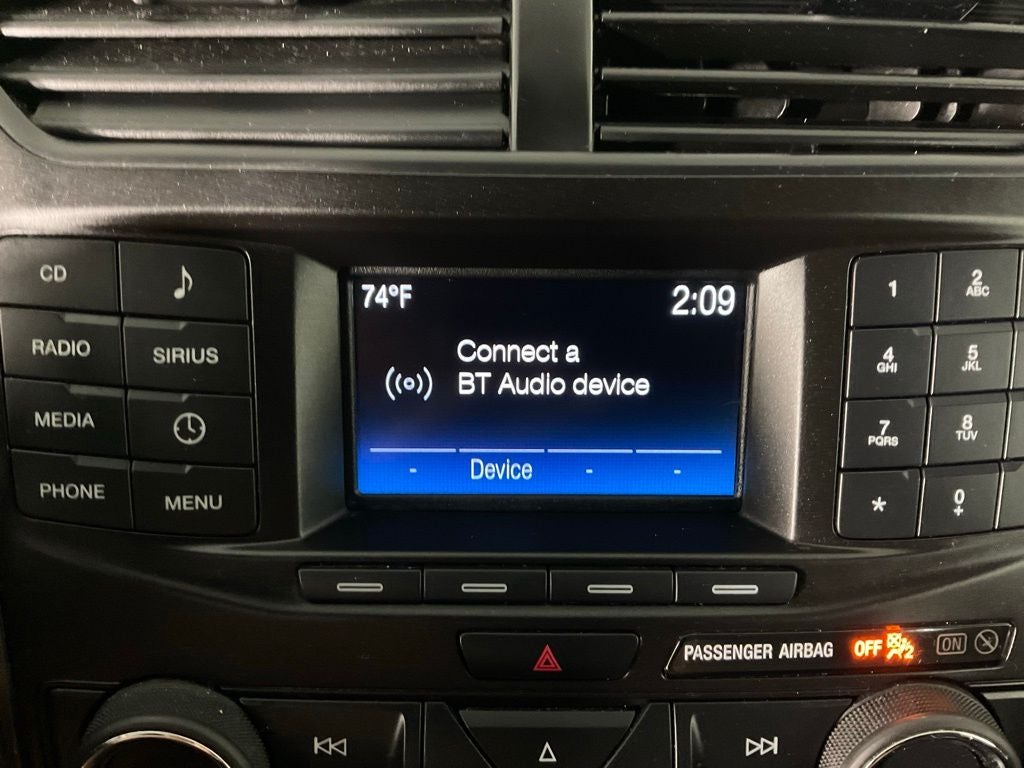 CD
RADIO
SIRIUS
MEDIA
PHONE
MENU
74°F
2:09
Connect a
BT Audio device
- Device - -
1
2
ABC
4
GHI
5
JKL
7
PQRS
8
TUV
*
0
+
PASSENGER AIRBAG OFF 2 ON